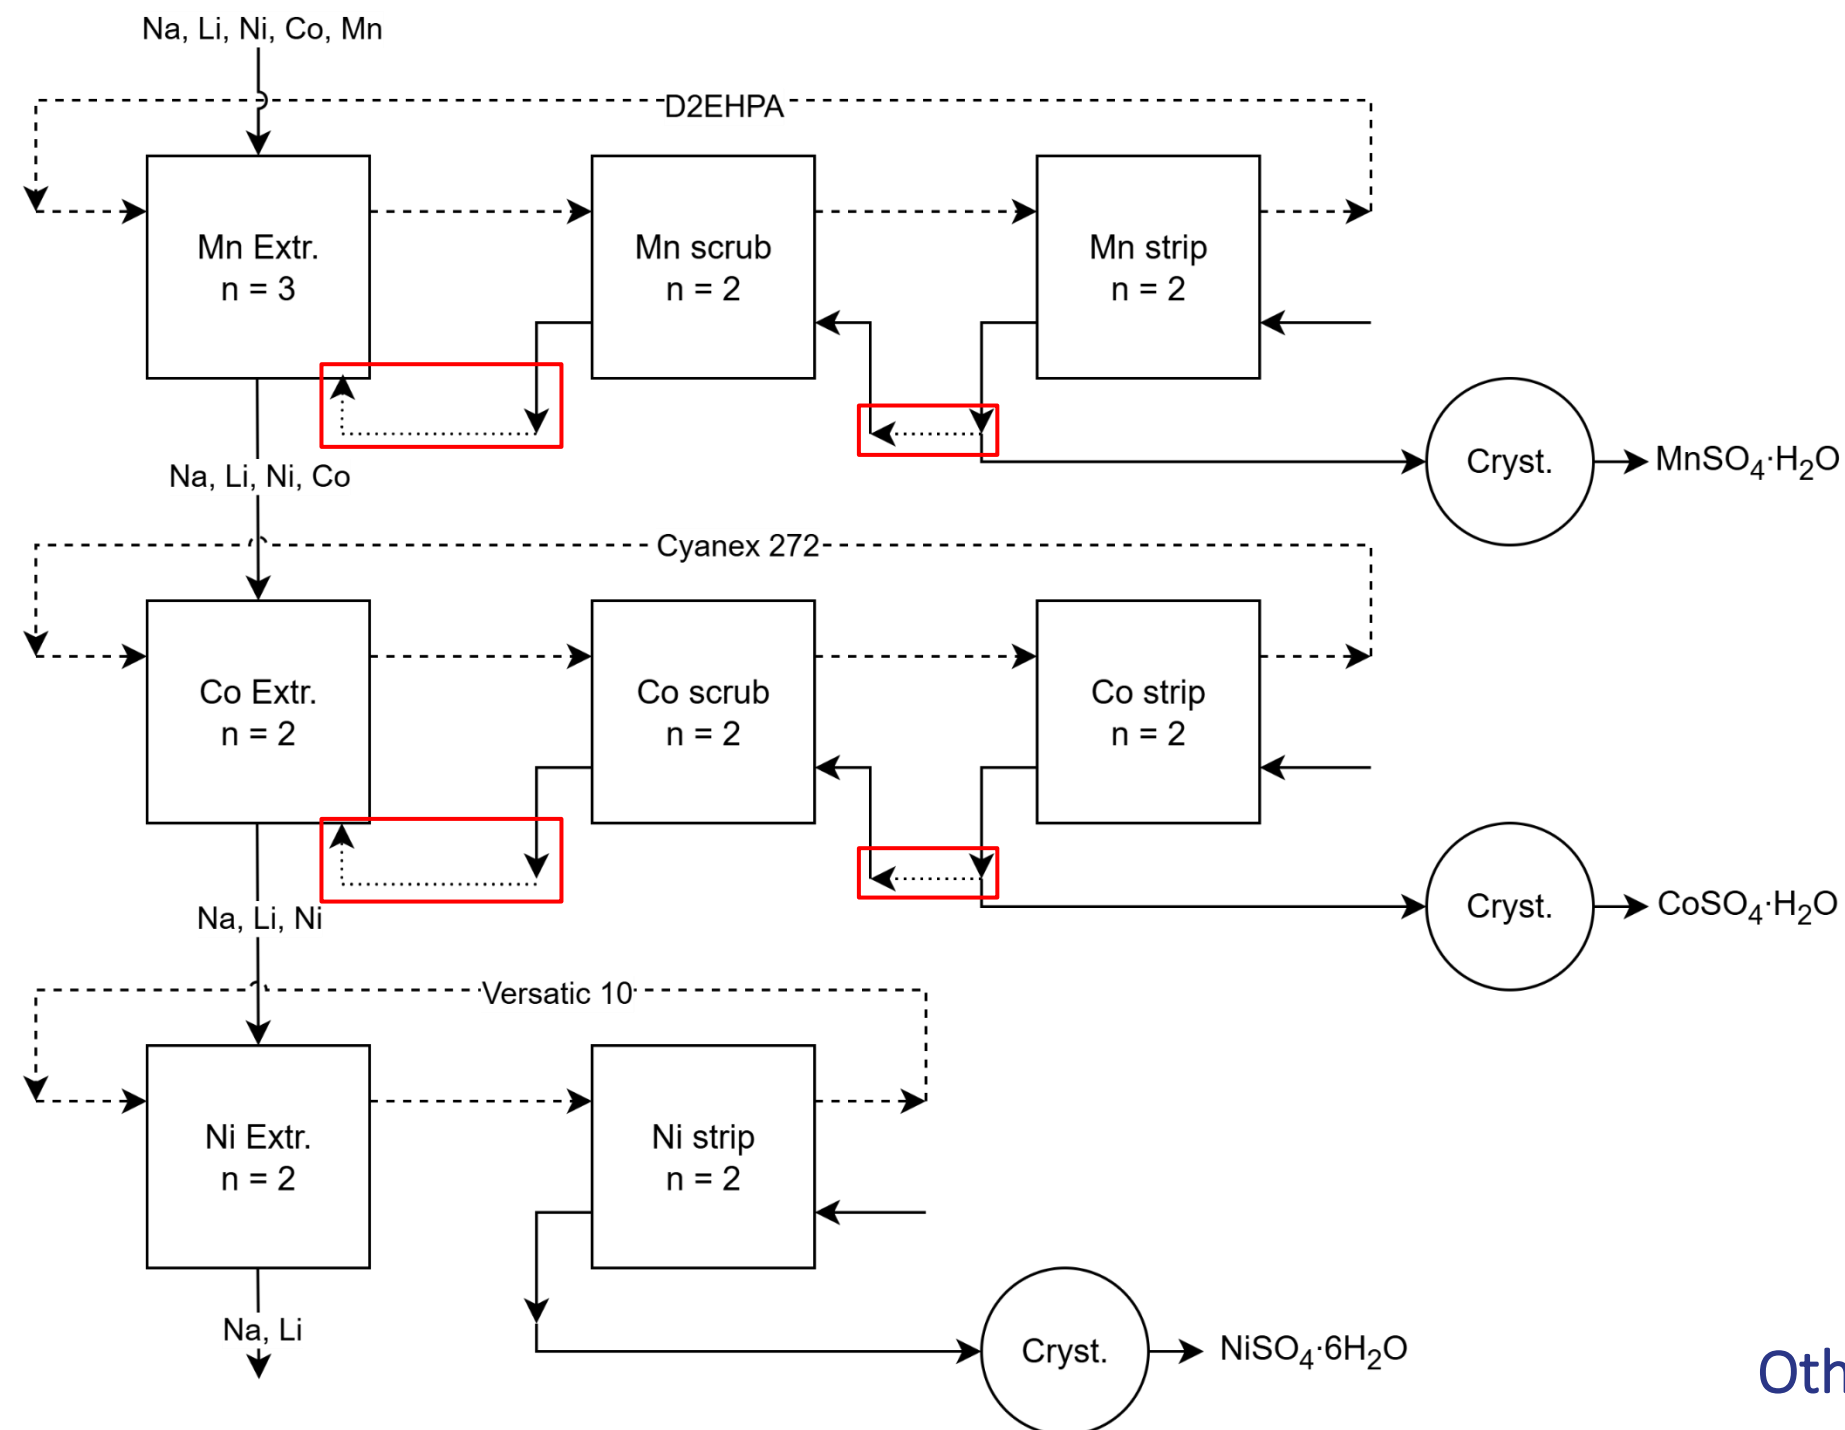 Na, Li, Ni, Co, Mn
D2EHPA
Mn Extr.
n = 3
Mn scrub
n = 2
Mn strip
n = 2
Cryst.
MnSO₄·H₂O
Na, Li, Ni, Co
Cyanex 272
Co Extr.
n = 2
Co scrub
n = 2
Co strip
n = 2
Cryst.
CoSO₄·H₂O
Na, Li, Ni
Versatic 10
Ni Extr.
n = 2
Ni strip
n = 2
Na, Li
Cryst.
NiSO₄·6H₂O
Oth